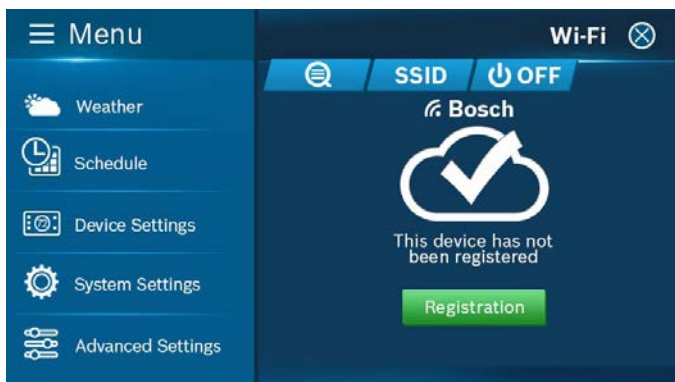 Menu
Wi-Fi
SSID
OFF
Bosch
Weather
Schedule
Device Settings
System Settings
Advanced Settings
This device has not
been registered
Registration